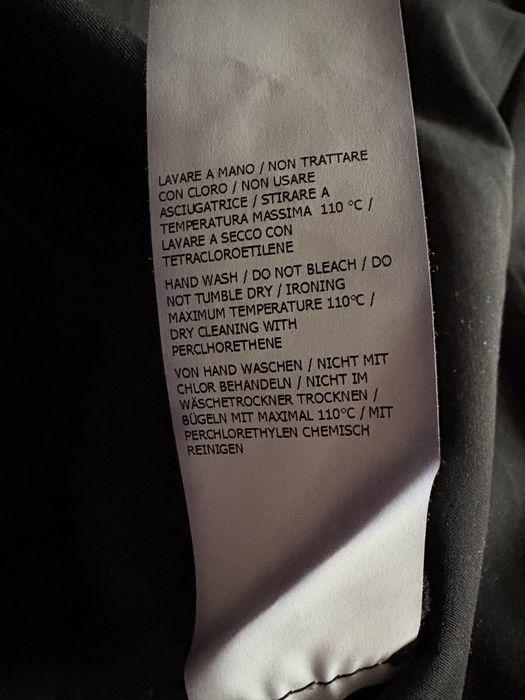 LAVARE A MANO / NON TRATTARE
CON CLORO / NON USARE
ASCIUGATRICE / STIRARE A
TEMPERATURA MASSIMA 110 °C /
LAVARE A SECCO CON
TETRACLOROETILENE
HAND WASH / DO NOT BLEACH / DO
NOT TUMBLE DRY / IRONING
MAXIMUM TEMPERATURE 110°C /
DRY CLEANING WITH
PERCLHORETHENE
VON HAND WASCHEN / NICHT MIT
CHLOR BEHANDELN / NICHT IM
WÄSCHETROCKNER TROCKNEN /
BÜGELN MIT MAXIMAL 110°C / MIT
PERCHLORETHYLEN CHEMISCH
REINIGEN